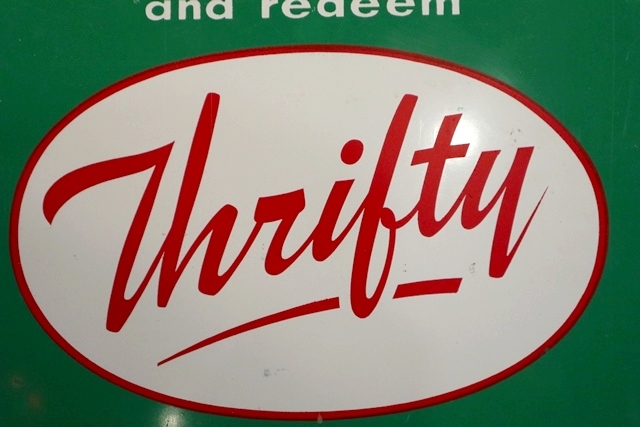 and redeem
Thrifty